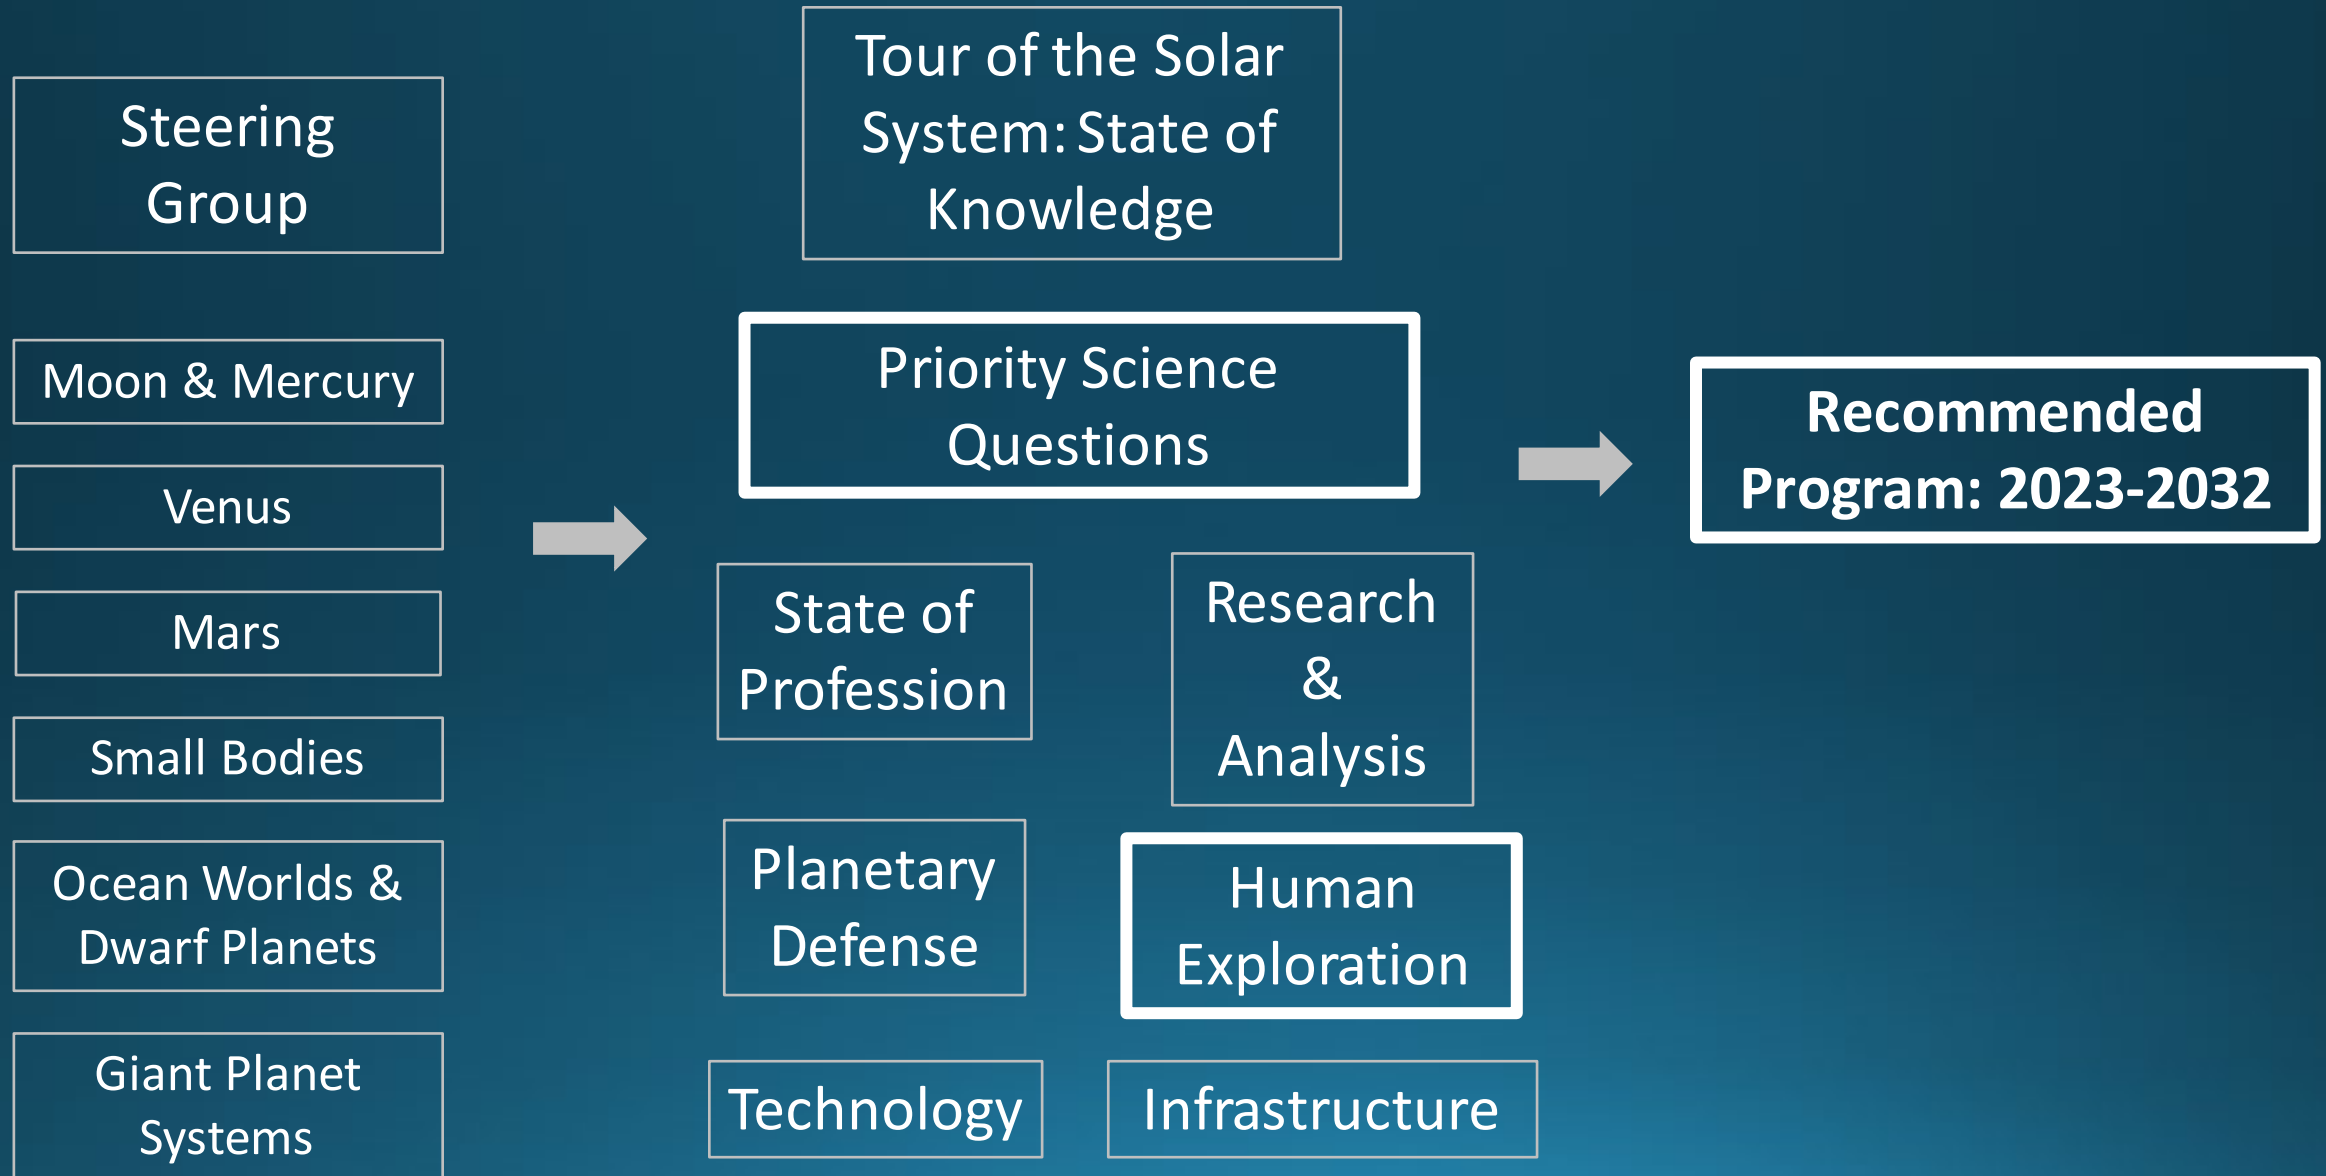 Steering
Group
Moon & Mercury
Venus
Mars
Small Bodies
Ocean Worlds &
Dwarf Planets
Giant Planet
Systems
Tour of the Solar
System: State of
Knowledge
Priority Science
Questions
State of
Profession
Research
&
Analysis
Planetary
Defense
Human
Exploration
Technology
Infrastructure
Recommended
Program: 2023-2032